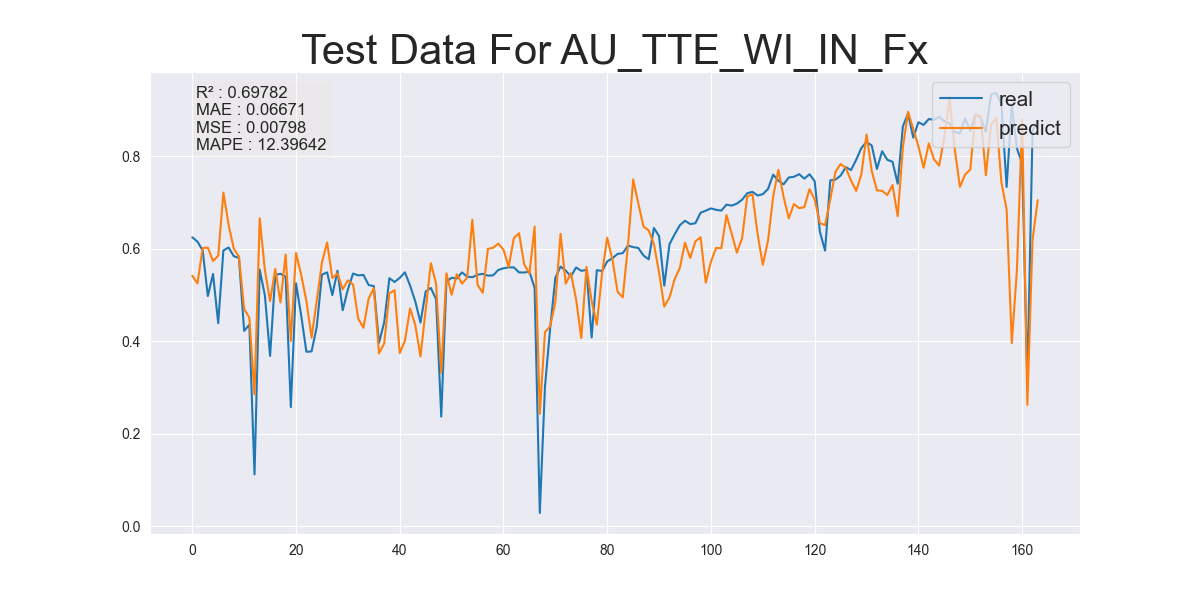 Test Data For AU_TTE_WI_IN_Fx
R² : 0.69782
MAE : 0.06671
MSE : 0.00798
MAPE : 12.39642
real
predict
0.8
0.6
0.4
0.2
0.0
0 20 40 60 80 100 120 140 160